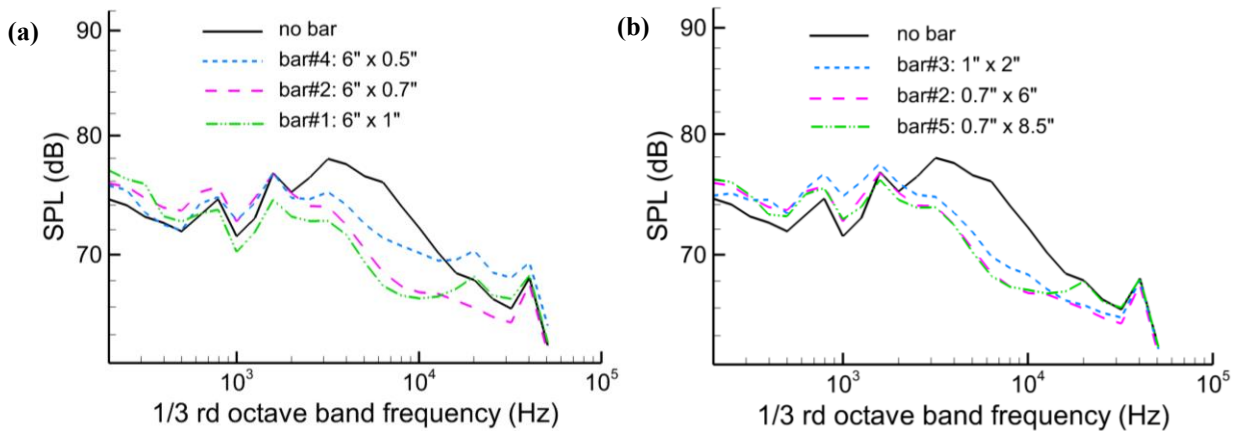 (a)
90
80
70
SPL (dB)
no bar
bar#4: 6" x 0.5"
bar#2: 6" x 0.7"
bar#1: 6" x 1"
10³
10⁴
10⁵
1/3 rd octave band frequency (Hz)
(b)
90
80
70
SPL (dB)
no bar
bar#3: 1" x 2"
bar#2: 0.7" x 6"
bar#5: 0.7" x 8.5"
10³
10⁴
10⁵
1/3 rd octave band frequency (Hz)